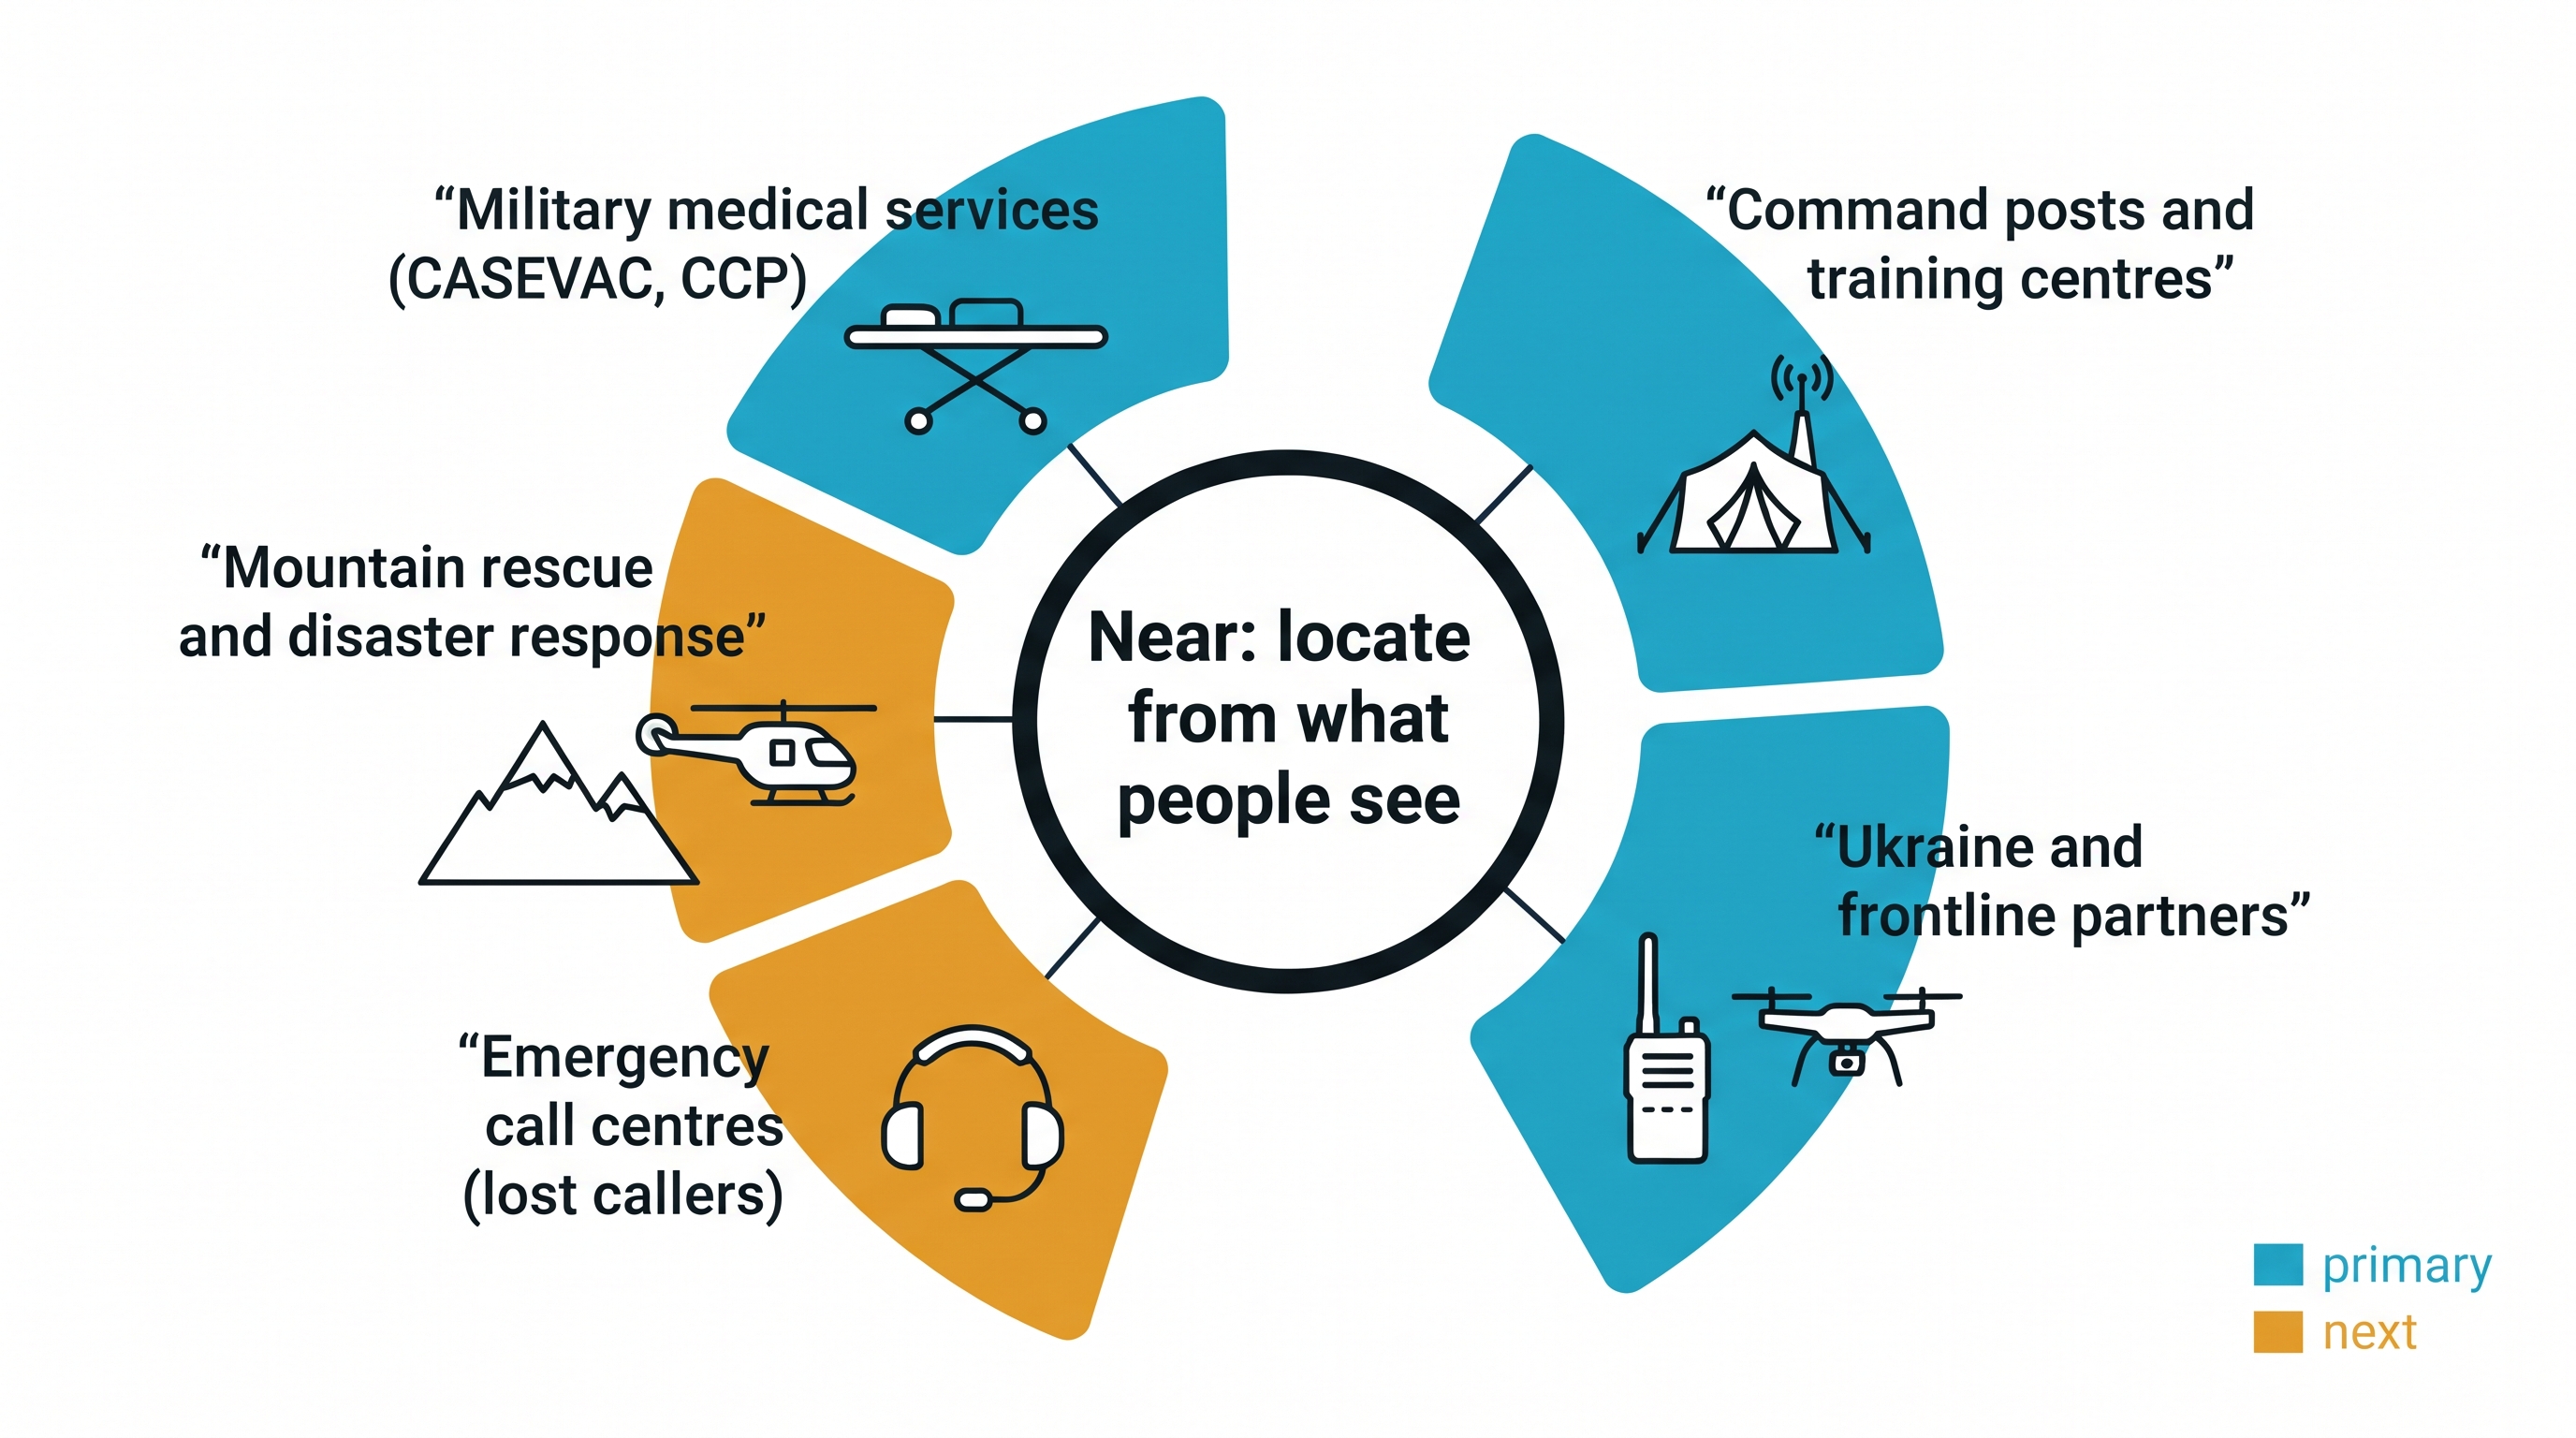 “Military medical services
(CASEVAC, CCP)
“Command posts and
training centres”
“Mountain rescue
and disaster response”
Near: locate
from what
people see
“Ukraine and
frontline partners”
“Emergency
call centres
(lost callers)
primary
next